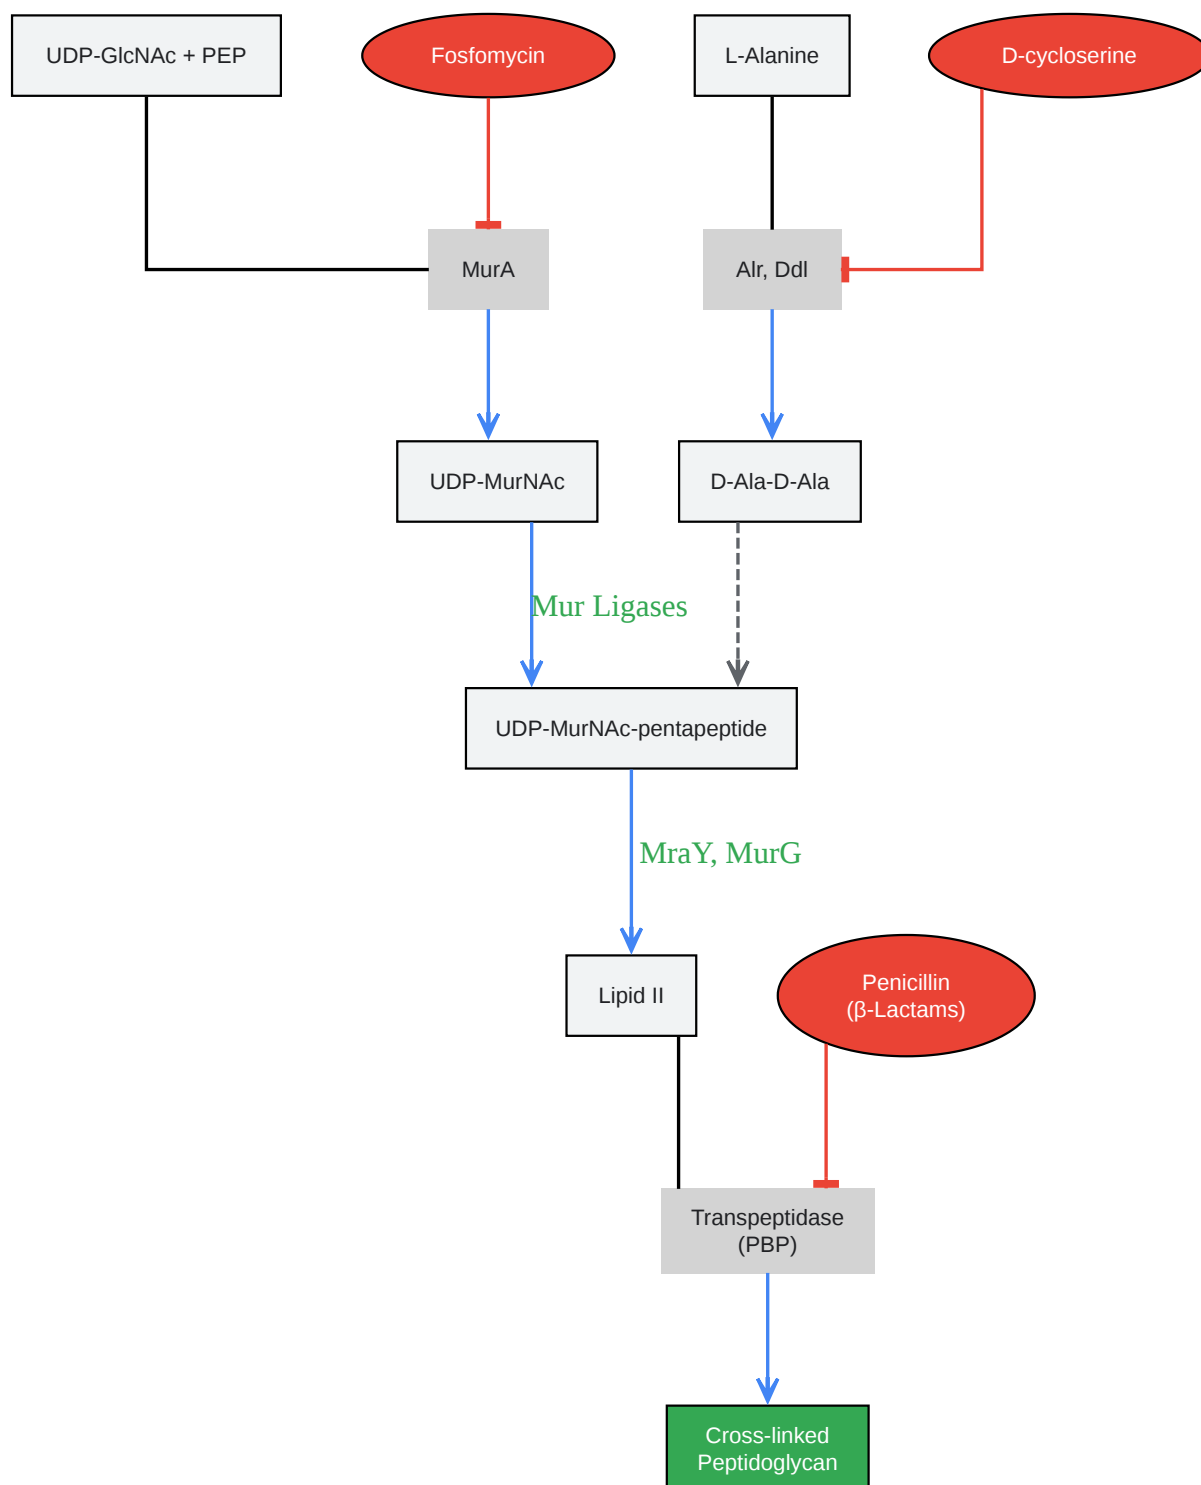 UDP-GlcNAc + PEP
Fosfomycin
L-Alanine
D-cycloserine
MurA
Alr, Ddl
UDP-MurNAc
D-Ala-D-Ala
Mur Ligases
UDP-MurNAc-pentapeptide
MraY, MurG
Lipid II
Penicillin
(β-Lactams)
Transpeptidase
(PBP)
Cross-linked
Peptidoglycan